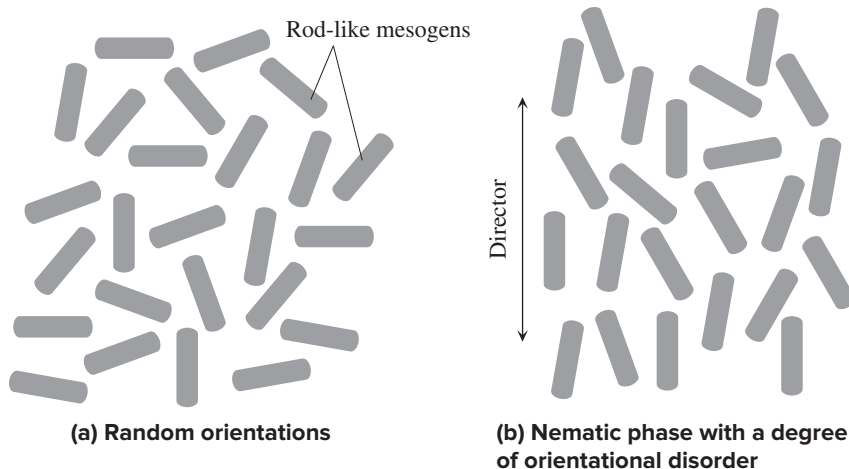 Rod-like mesogens
Director
(a) Random orientations
(b) Nematic phase with a degree
of orientational disorder